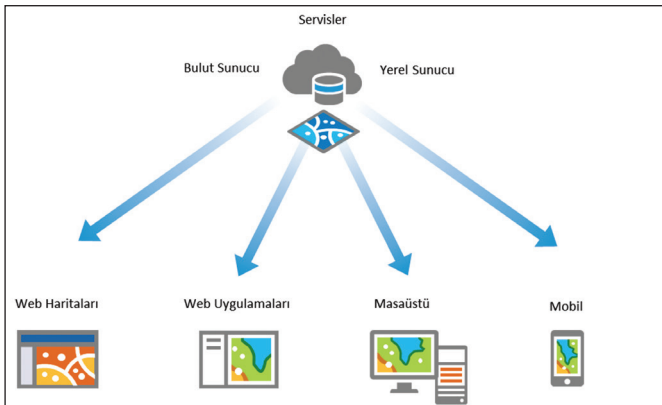 Servisler
Bulut Sunucu
Yerel Sunucu
Web Haritaları
Web Uygulamaları
Masaüstü
Mobil